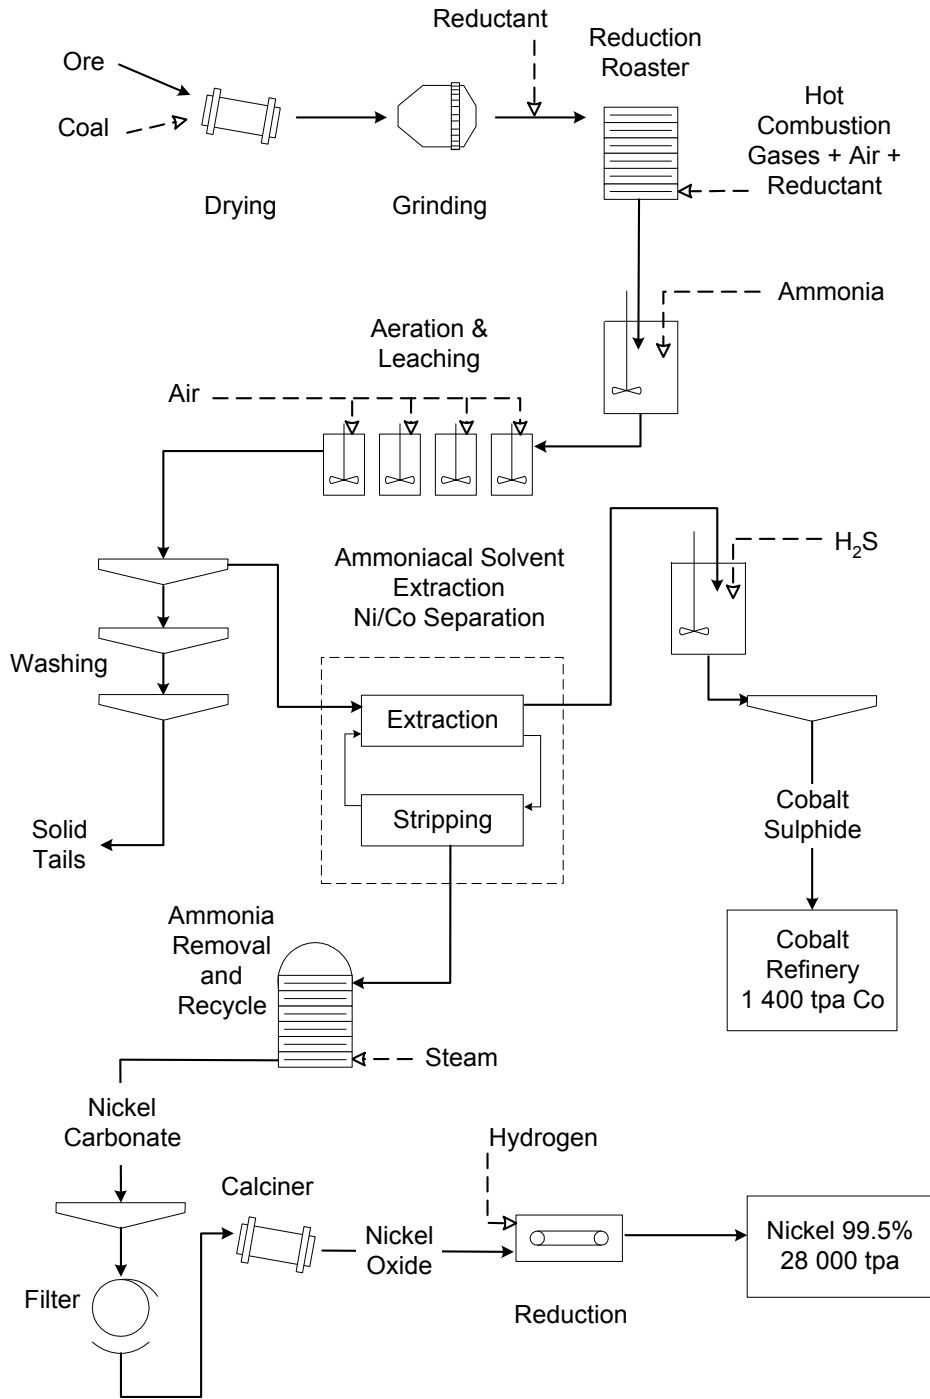 Reductant
Reduction
Roaster
Ore
Coal
Hot
Combustion
Gases + Air +
Reductant
Drying
Grinding
Ammonia
Aeration &
Leaching
Air
Ammoniacal Solvent
Extraction
Ni/Co Separation
H₂S
Washing
Extraction
Stripping
Solid
Tails
Cobalt
Sulphide
Ammonia
Removal
and
Recycle
Cobalt
Refinery
1 400 tpa Co
Steam
Nickel
Carbonate
Hydrogen
Calciner
Nickel
Oxide
Nickel 99.5%
28 000 tpa
Filter
Reduction